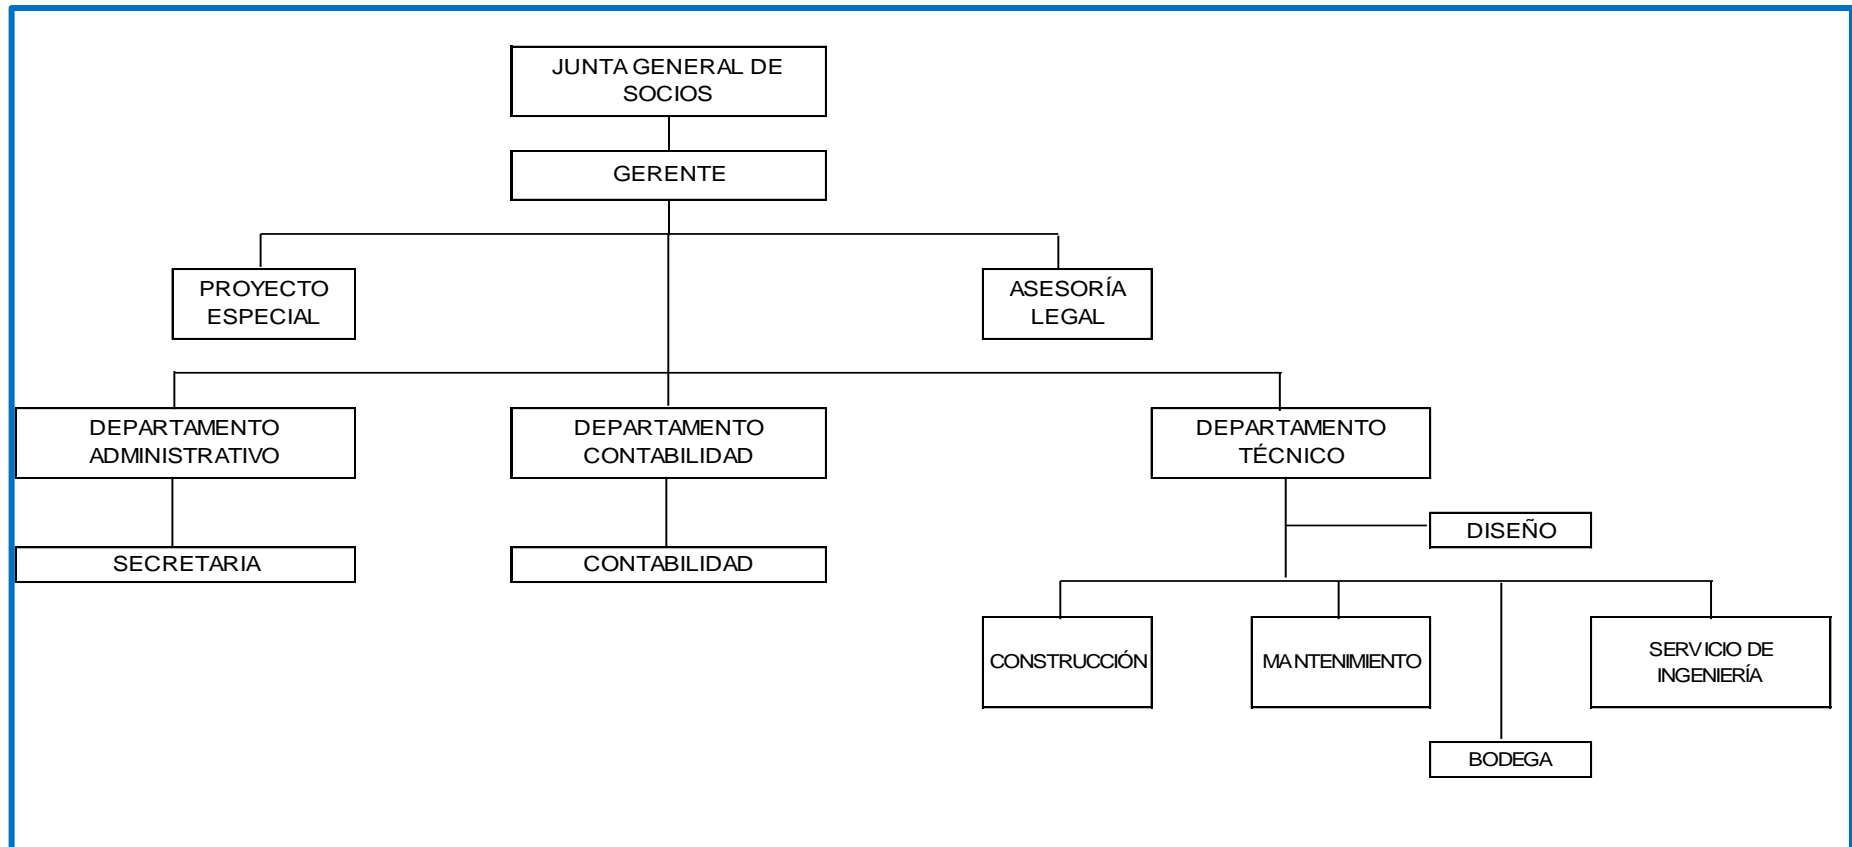 JUNTA GENERAL DE
SOCIOS
GERENTE
PROYECTO
ESPECIAL
ASESORÍA
LEGAL
DEPARTAMENTO
ADMINISTRATIVO
DEPARTAMENTO
CONTABILIDAD
DEPARTAMENTO
TÉCNICO
DISEÑO
SECRETARIA
CONTABILIDAD
CONSTRUCCIÓN
MANTENIMIENTO
SERVICIO DE
INGENIERÍA
BODEGA